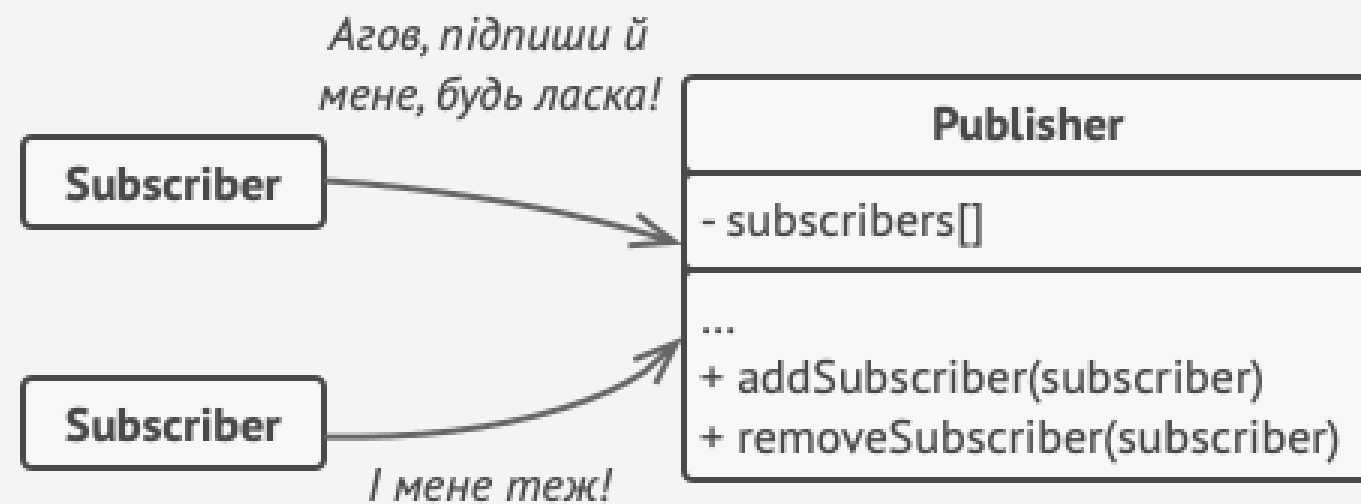 Агов, підпиши й
мене, будь ласка!
Subscriber
Publisher
- subscribers[]
...
+ addSubscriber(subscriber)
+ removeSubscriber(subscriber)
Subscriber
І мене теж!